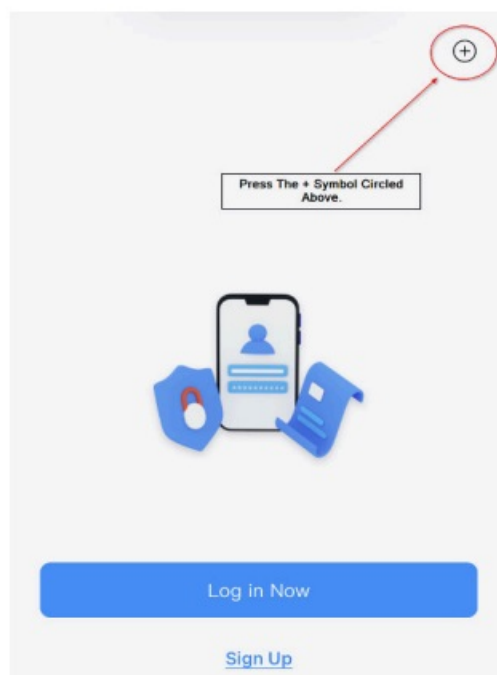 Press The + Symbol Circled
Above.
Log in Now
Sign Up